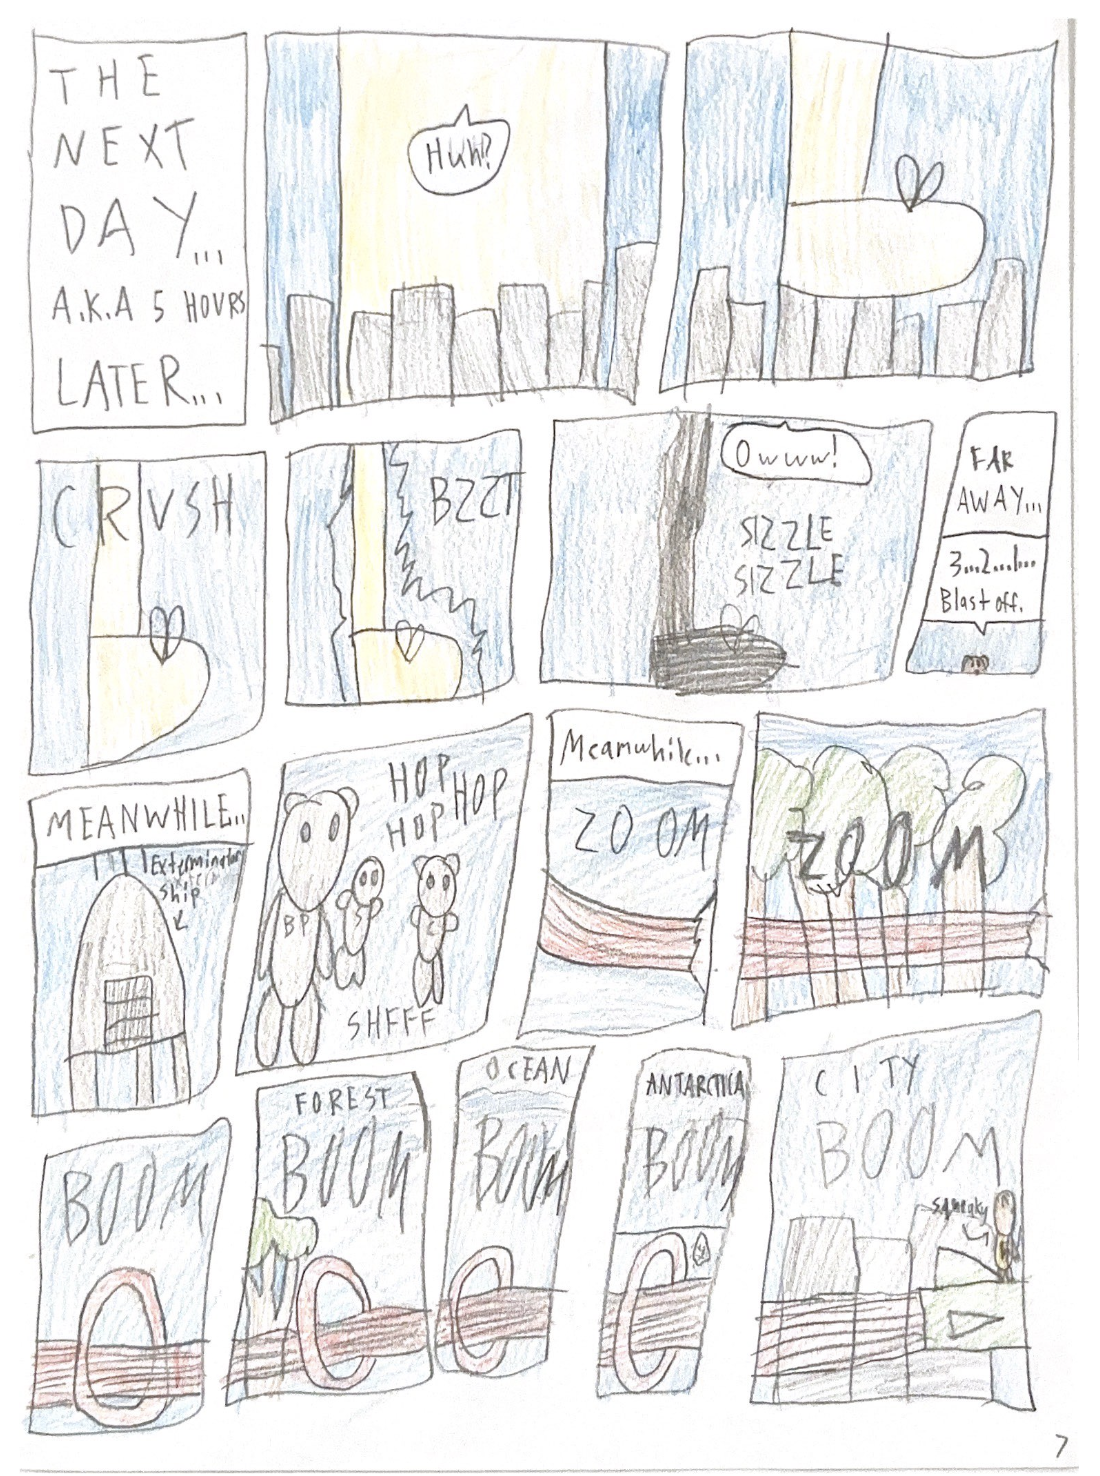 THE
NEXT
DAY...
A.K.A 5 HOURS
LATER...
Huh?
CRUSH
BZZT
Owww!
SIZZLE
SIZZLE
FAR
AWAY...
3...2...1...
Blast off.
MEANWHILE...
Exterminator
Ship
HOP
HOP
HOP
BP
S
C
SHFFF
Meanwhile...
ZOOM
ZOOM
BOOM
FOREST
BOOM
OCEAN
BOOM
ANTARCTICA
BOOM
CITY
BOOM
Squeaky
7